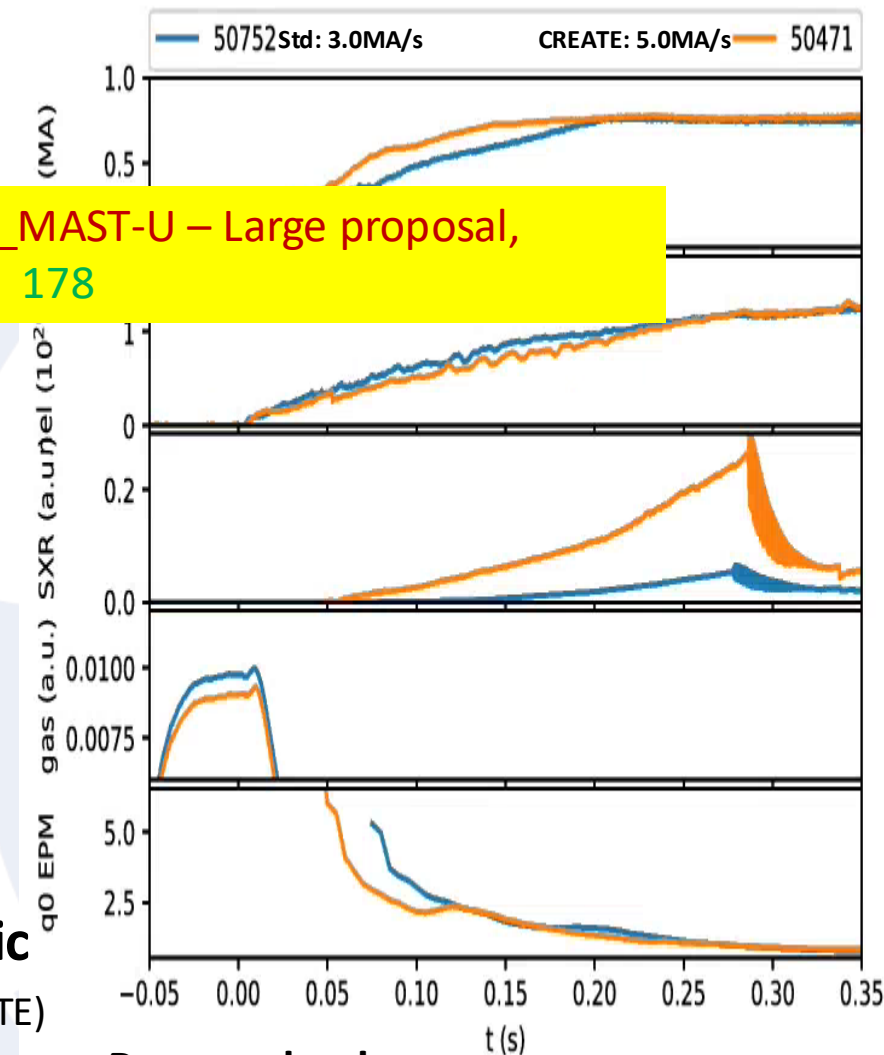 50752 Std: 3.0MA/s CREATE: 5.0MA/s 50471
1.0
(MA)
0.5
_MAST-U – Large proposal,
178
1
nel (10²
0
SXR (a.u
0.2
0.0
gas (a.u.)
0.0100
0.0075
q0 EPM
5.0
2.5
ic
TE)
−0.05 0.00 0.05 0.10 0.15 0.20 0.25 0.30 0.35
t (s)